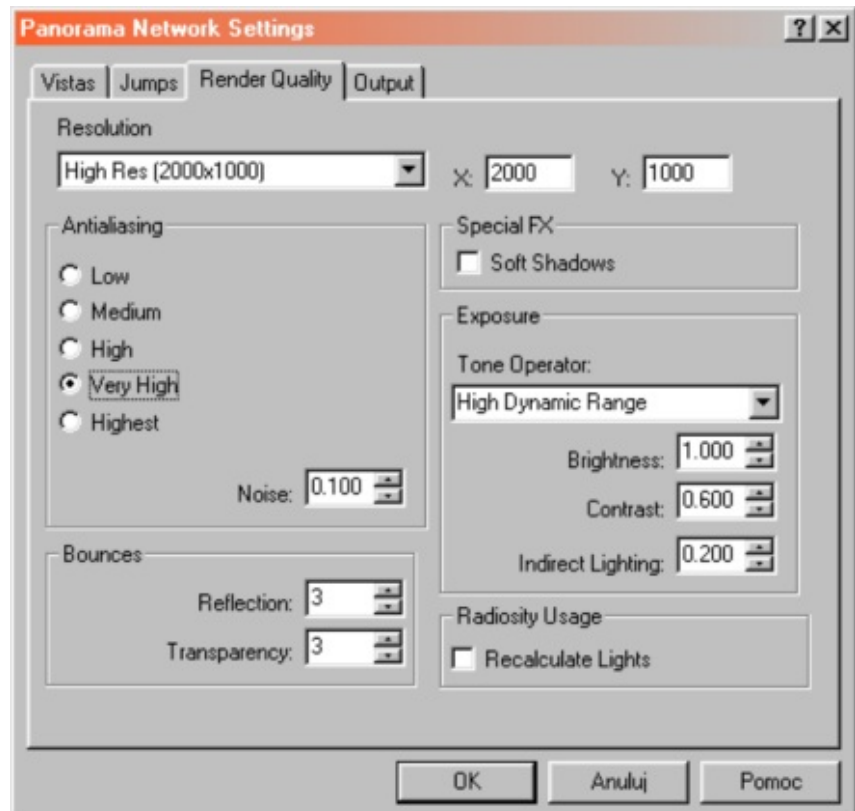 Panorama Network Settings
Vistas Jumps Render Quality Output
Resolution
High Res (2000x1000) X: 2000 Y: 1000
Antialiasing
Low
Medium
High
Very High
Highest
Noise: 0.100
Special FX
Soft Shadows
Exposure
Tone Operator:
High Dynamic Range
Brightness: 1.000
Contrast: 0.600
Indirect Lighting: 0.200
Bounces
Reflection: 3
Transparency: 3
Radiosity Usage
Recalculate Lights
OK Anuluj Pomoc